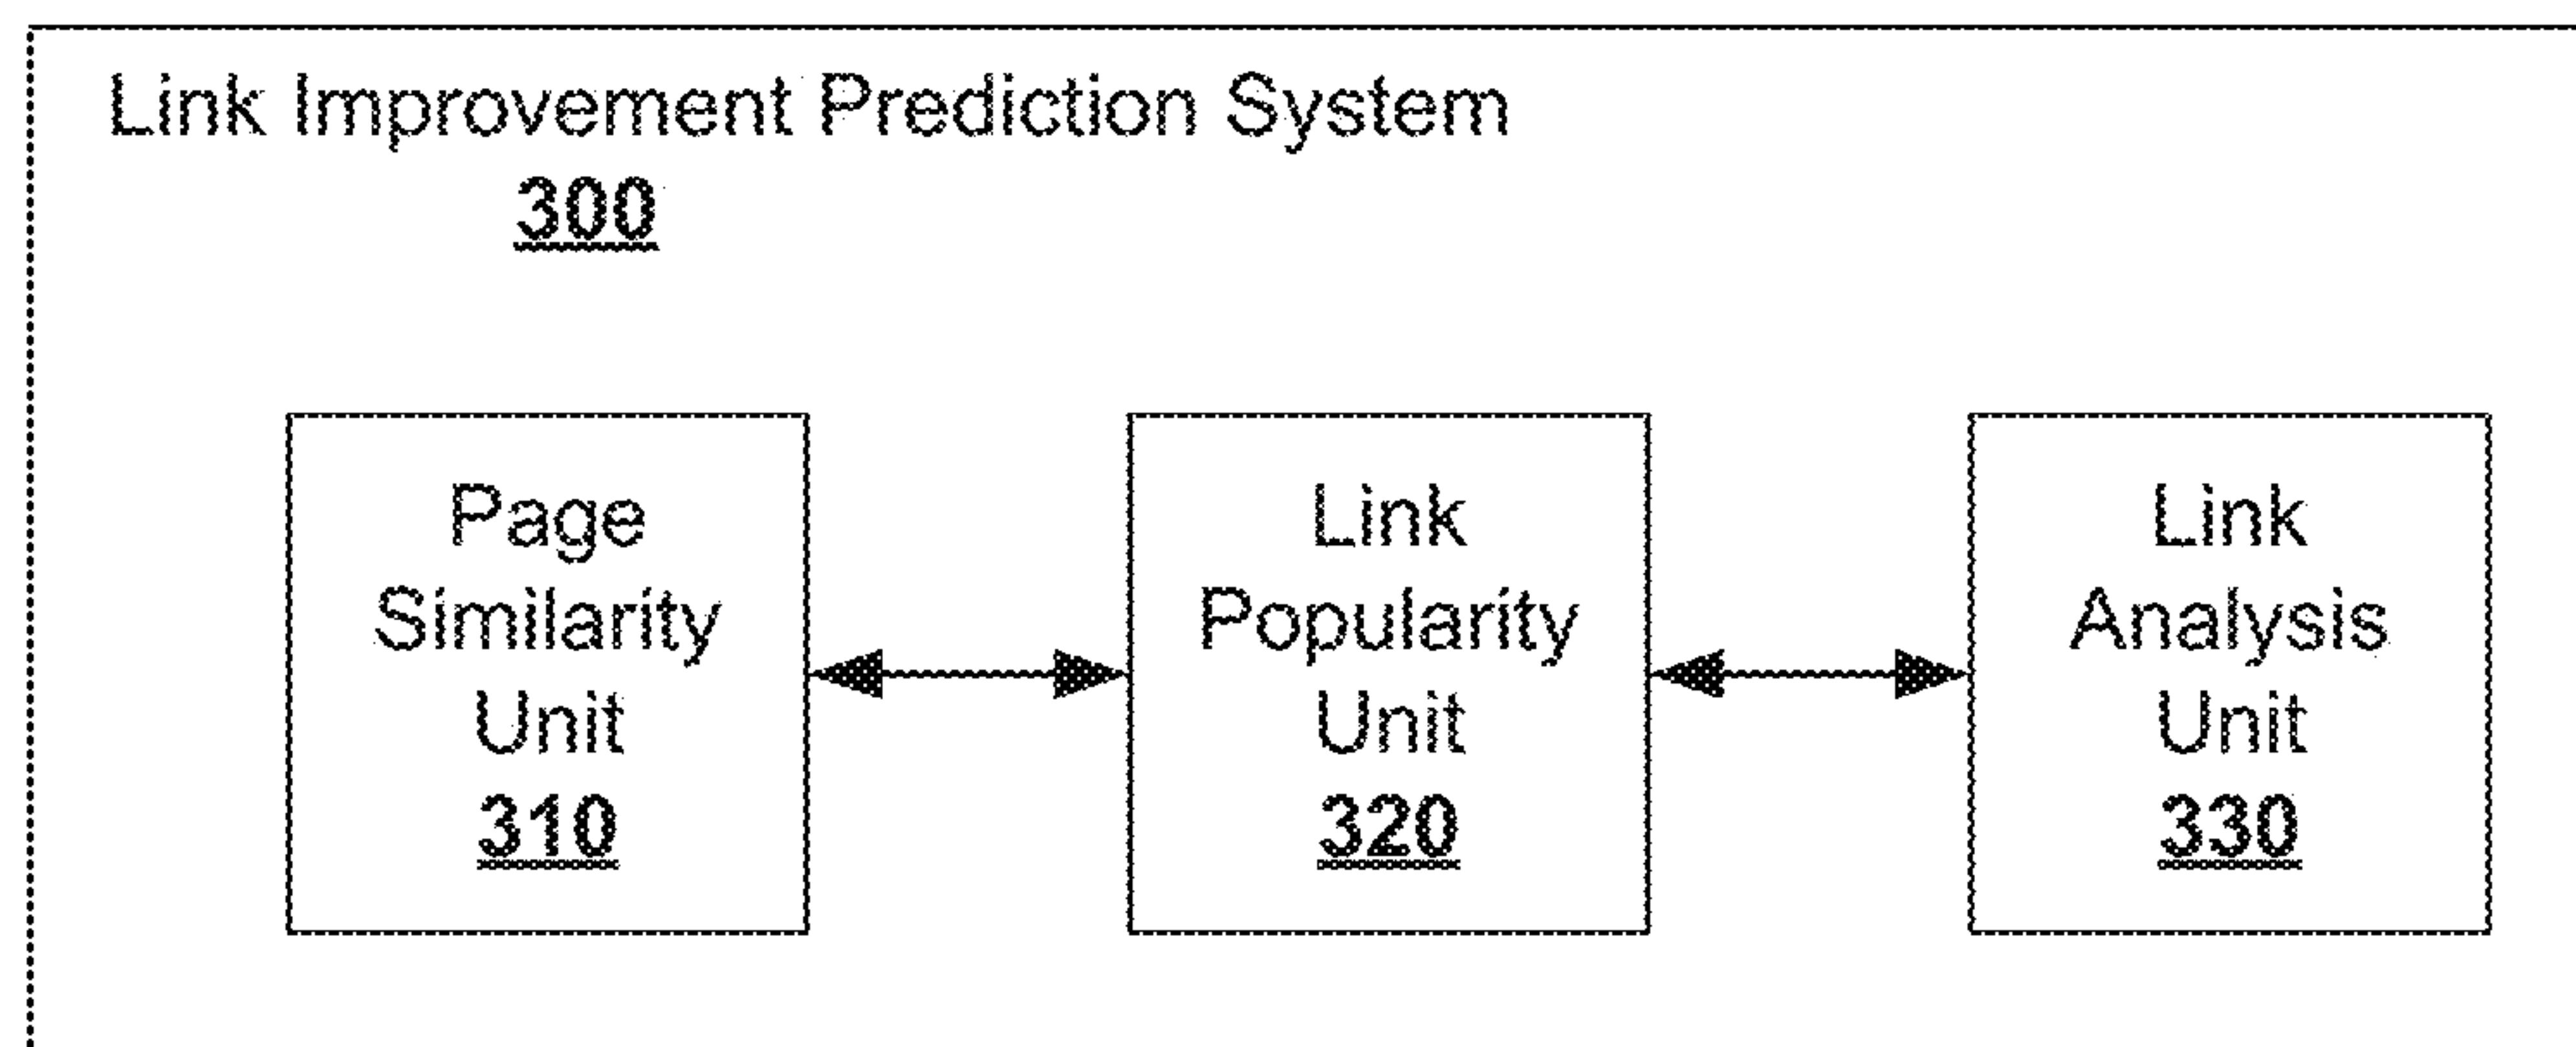 Link Improvement Prediction System
300
Page
Similarity
Unit
310
Link
Popularity
Unit
320
Link
Analysis
Unit
330